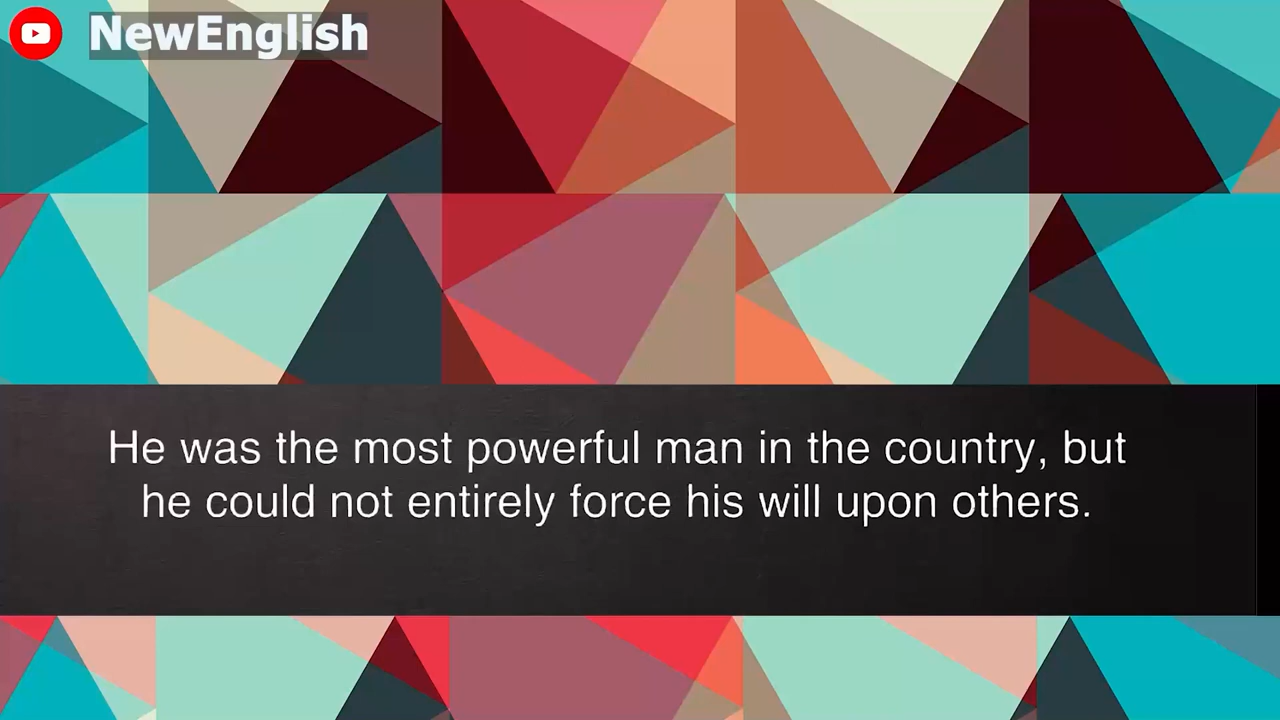 NewEnglish
He was the most powerful man in the country, but
he could not entirely force his will upon others.